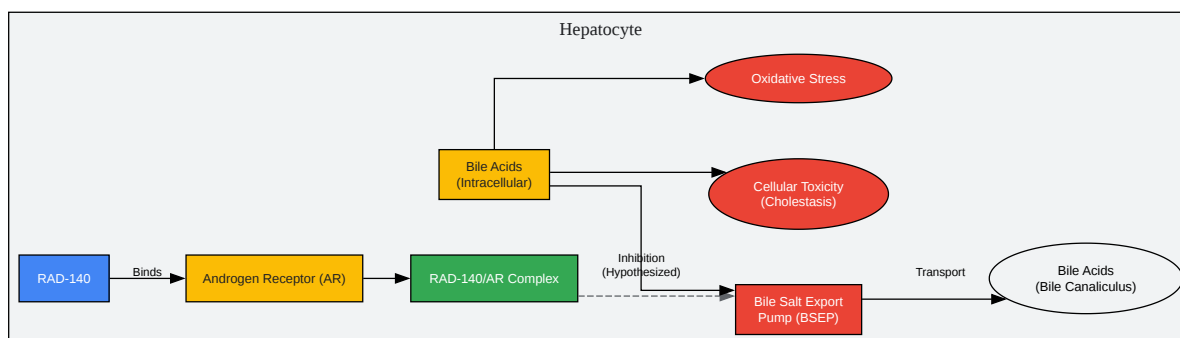 Hepatocyte
Oxidative Stress
Bile Acids
(Intracellular)
Cellular Toxicity
(Cholestasis)
RAD-140
Binds
Androgen Receptor (AR)
RAD-140/AR Complex
Inhibition
(Hypothesized)
Bile Salt Export
Pump (BSEP)
Transport
Bile Acids
(Bile Canaliculus)